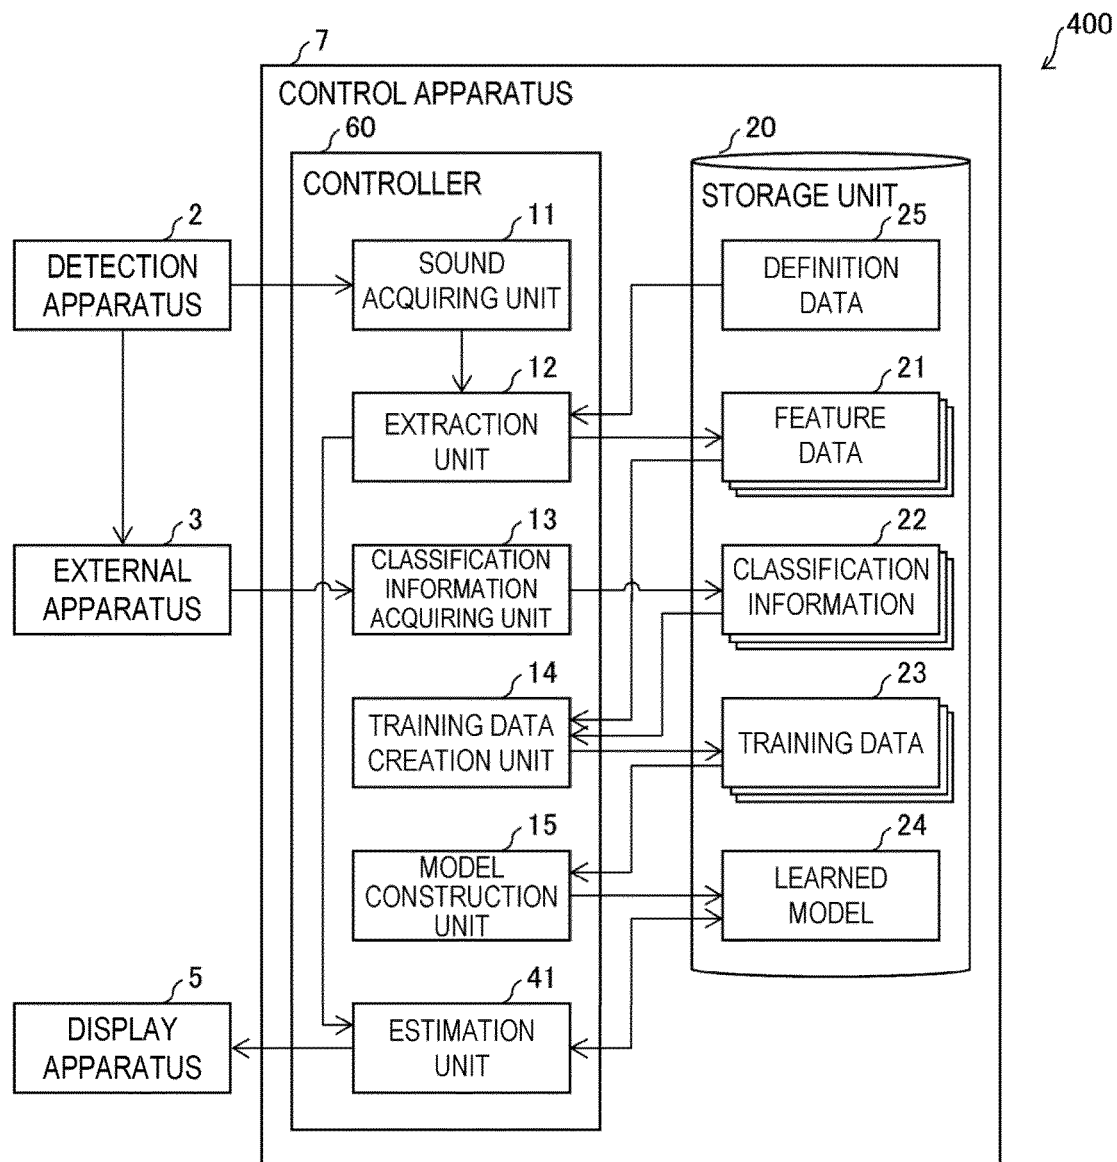 400
7
CONTROL APPARATUS
60
20
CONTROLLER
STORAGE UNIT
2
11
25
DETECTION
APPARATUS
SOUND
ACQUIRING UNIT
DEFINITION
DATA
12
21
EXTRACTION
UNIT
FEATURE
DATA
3
13
22
EXTERNAL
APPARATUS
CLASSIFICATION
INFORMATION
ACQUIRING UNIT
CLASSIFICATION
INFORMATION
14
23
TRAINING DATA
CREATION UNIT
TRAINING DATA
15
24
MODEL
CONSTRUCTION
UNIT
LEARNED
MODEL
5
41
DISPLAY
APPARATUS
ESTIMATION
UNIT